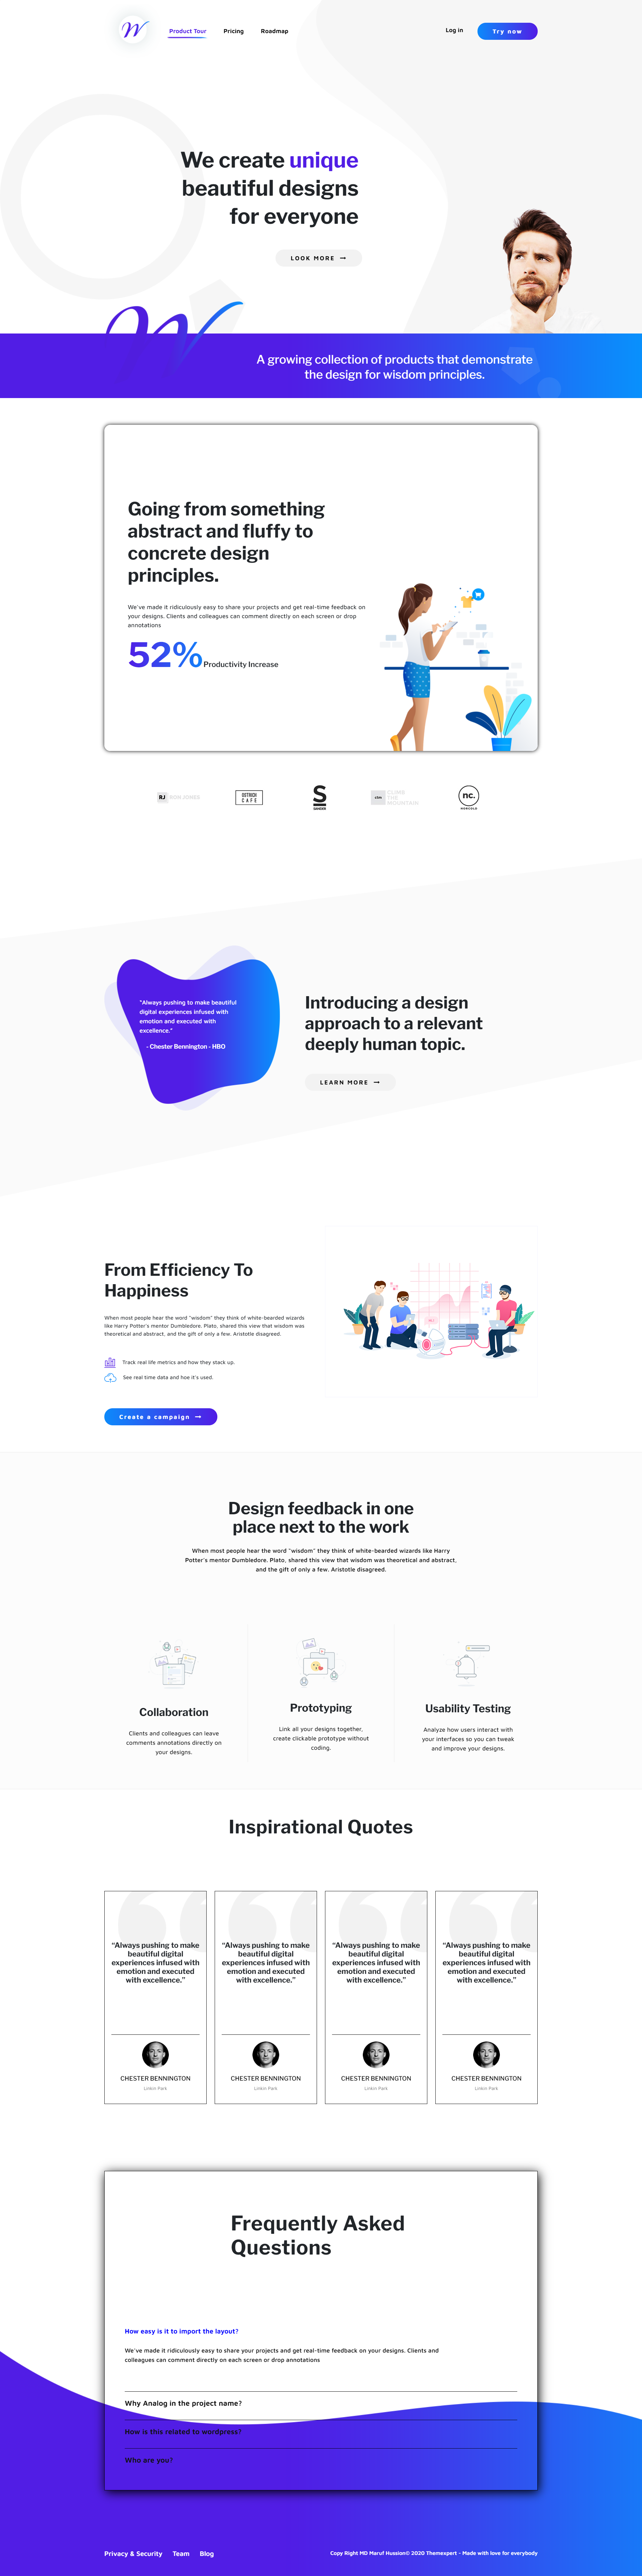 W
Product Tour
Pricing
Roadmap
Log in
Try now
We create unique
beautiful designs
for everyone
LOOK MORE
W
A growing collection of products that demonstrate
the design for wisdom principles.
Going from something
abstract and fluffy to
concrete design
principles.
We've made it ridiculously easy to share your projects and get real-time feedback on
your designs. Clients and colleagues can comment directly on each screen or drop
annotations
52% Productivity Increase
RJ RON JONES
OSTRICH
CAFE
S
DANGER
ctm CLIMB
THE
MOUNTAIN
nc.
NORCOLD
“Always pushing to make beautiful
digital experiences infused with
emotion and executed with
excellence.”
- Chester Bennington - HBO
Introducing a design
approach to a relevant
deeply human topic.
LEARN MORE
From Efficiency To
Happiness
When most people hear the word “wisdom” they think of white-bearded wizards
like Harry Potter's mentor Dumbledore. Plato, shared this view that wisdom was
theoretical and abstract, and the gift of only a few. Aristotle disagreed.
Track real life metrics and how they stack up.
See real time data and hoe it's used.
Create a campaign
Design feedback in one
place next to the work
When most people hear the word “wisdom” they think of white-bearded wizards like Harry
Potter's mentor Dumbledore. Plato, shared this view that wisdom was theoretical and abstract,
and the gift of only a few. Aristotle disagreed.
Collaboration
Clients and colleagues can leave
comments annotations directly on
your designs.
Prototyping
Link all your designs together,
create clickable prototype without
coding.
Usability Testing
Analyze how users interact with
your interfaces so you can tweak
and improve your designs.
Inspirational Quotes
“Always pushing to make
beautiful digital
experiences infused with
emotion and executed
with excellence.”
CHESTER BENNINGTON
Linkin Park
“Always pushing to make
beautiful digital
experiences infused with
emotion and executed
with excellence.”
CHESTER BENNINGTON
Linkin Park
“Always pushing to make
beautiful digital
experiences infused with
emotion and executed
with excellence.”
CHESTER BENNINGTON
Linkin Park
“Always pushing to make
beautiful digital
experiences infused with
emotion and executed
with excellence.”
CHESTER BENNINGTON
Linkin Park
Frequently Asked
Questions
How easy is it to import the layout?
We've made it ridiculously easy to share your projects and get real-time feedback on your designs. Clients and
colleagues can comment directly on each screen or drop annotations
Why Analog in the project name?
How is this related to wordpress?
Who are you?
Privacy & Security
Team
Blog
Copy Right MD Maruf Hussion© 2020 Themexpert - Made with love for everybody